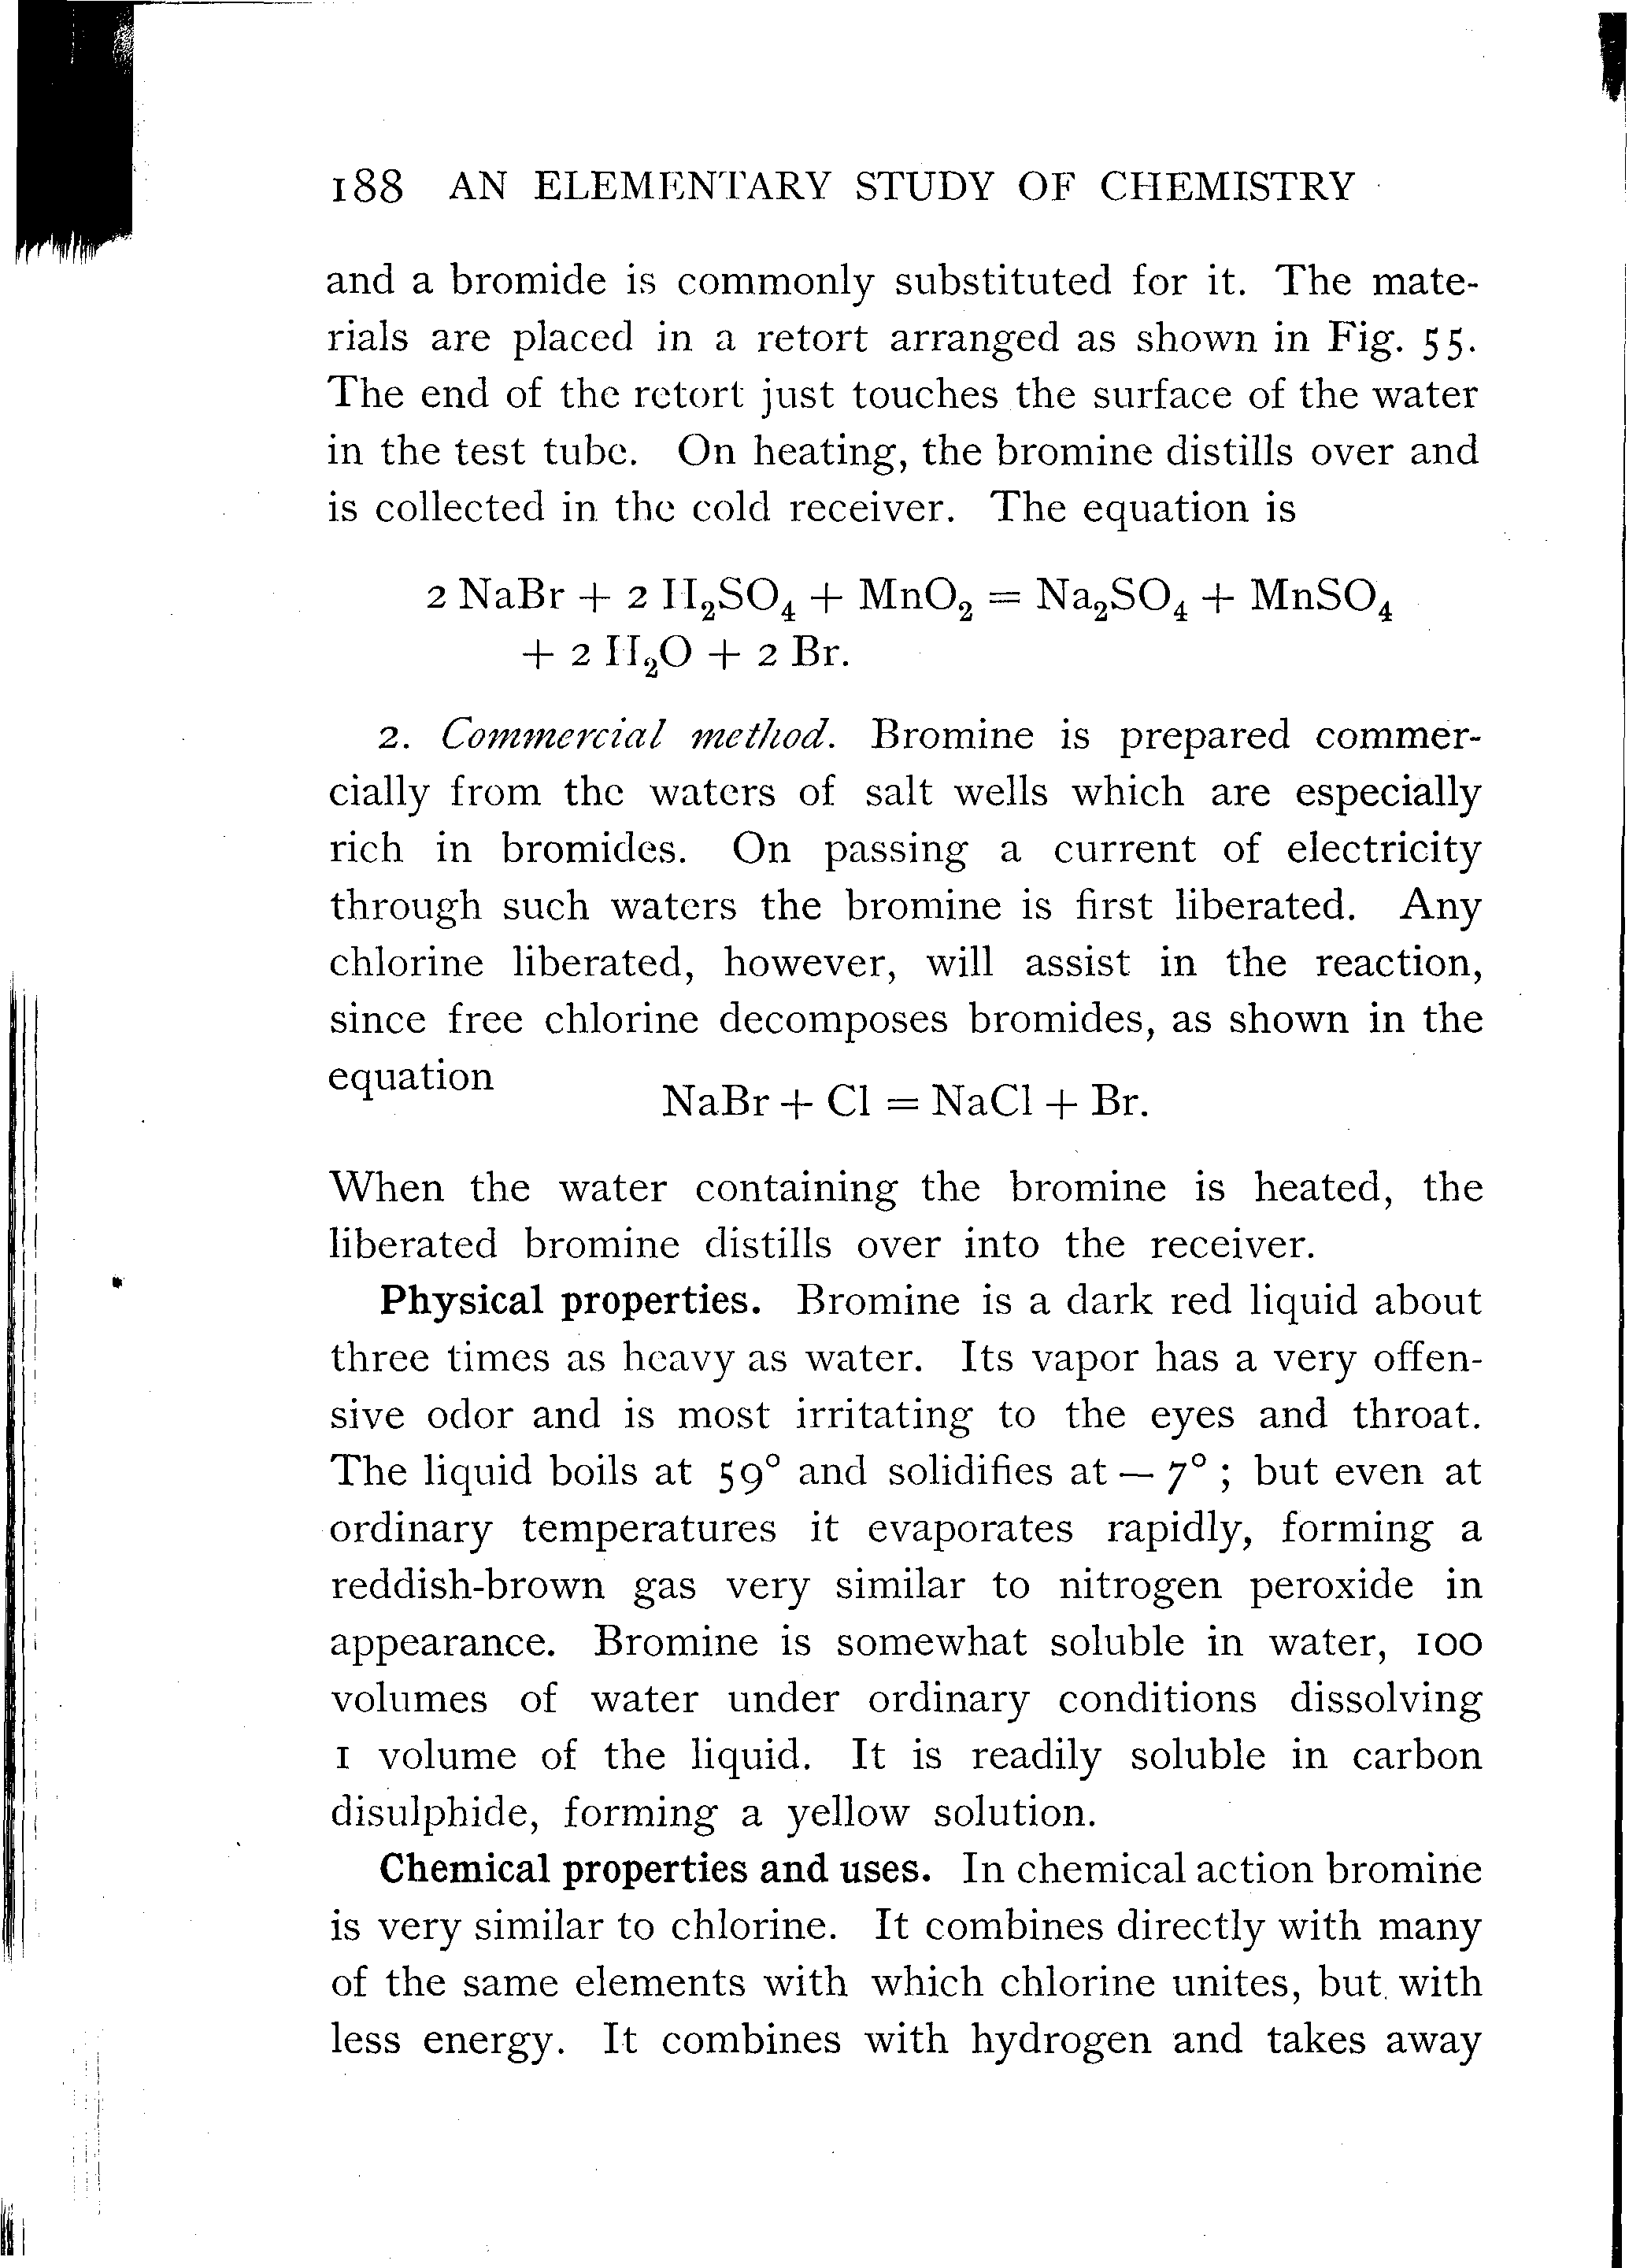 188 AN ELEMENTARY STUDY OF CHEMISTRY
and a bromide is commonly substituted for it. The mate-
rials are placed in a retort arranged as shown in Fig. 55.
The end of the retort just touches the surface of the water
in the test tube. On heating, the bromine distills over and
is collected in the cold receiver. The equation is
2 NaBr + 2 H₂SO₄ + MnO₂ = Na₂SO₄ + MnSO₄
+ 2 H₂O + 2 Br.
2. Commercial method. Bromine is prepared commer-
cially from the waters of salt wells which are especially
rich in bromides. On passing a current of electricity
through such waters the bromine is first liberated. Any
chlorine liberated, however, will assist in the reaction,
since free chlorine decomposes bromides, as shown in the
equation
NaBr + Cl = NaCl + Br.
When the water containing the bromine is heated, the
liberated bromine distills over into the receiver.
Physical properties. Bromine is a dark red liquid about
three times as heavy as water. Its vapor has a very offen-
sive odor and is most irritating to the eyes and throat.
The liquid boils at 59° and solidifies at — 7°; but even at
ordinary temperatures it evaporates rapidly, forming a
reddish-brown gas very similar to nitrogen peroxide in
appearance. Bromine is somewhat soluble in water, 100
volumes of water under ordinary conditions dissolving
1 volume of the liquid. It is readily soluble in carbon
disulphide, forming a yellow solution.
Chemical properties and uses. In chemical action bromine
is very similar to chlorine. It combines directly with many
of the same elements with which chlorine unites, but with
less energy. It combines with hydrogen and takes away